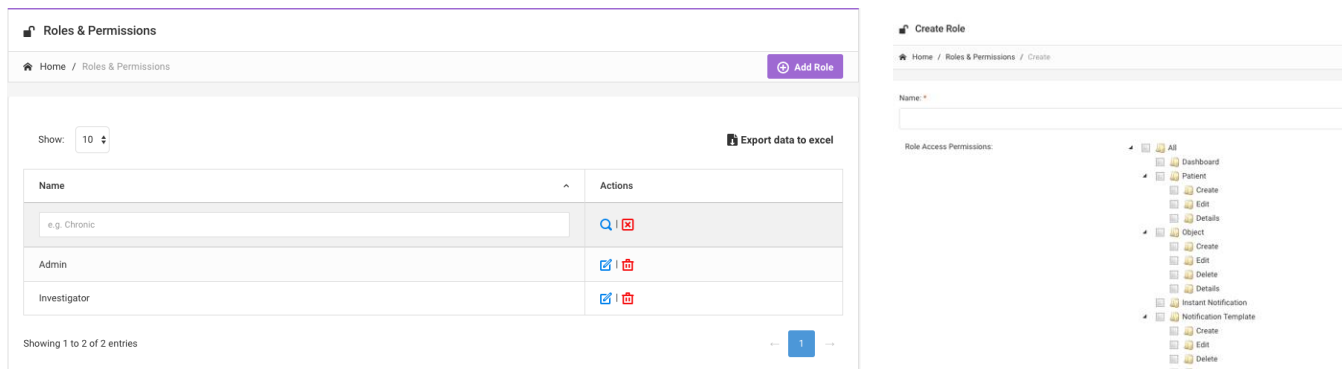 Roles & Permissions
Home / Roles & Permissions
Add Role
Show: 10
Export data to excel
Name
Actions
e.g. Chronic
Admin
Investigator
Showing 1 to 2 of 2 entries
← 1 →
Create Role
Home / Roles & Permissions / Create
Name: *
Role Access Permissions:
All
Dashboard
Patient
Create
Edit
Details
Object
Create
Edit
Delete
Details
Instant Notification
Notification Template
Create
Edit
Delete